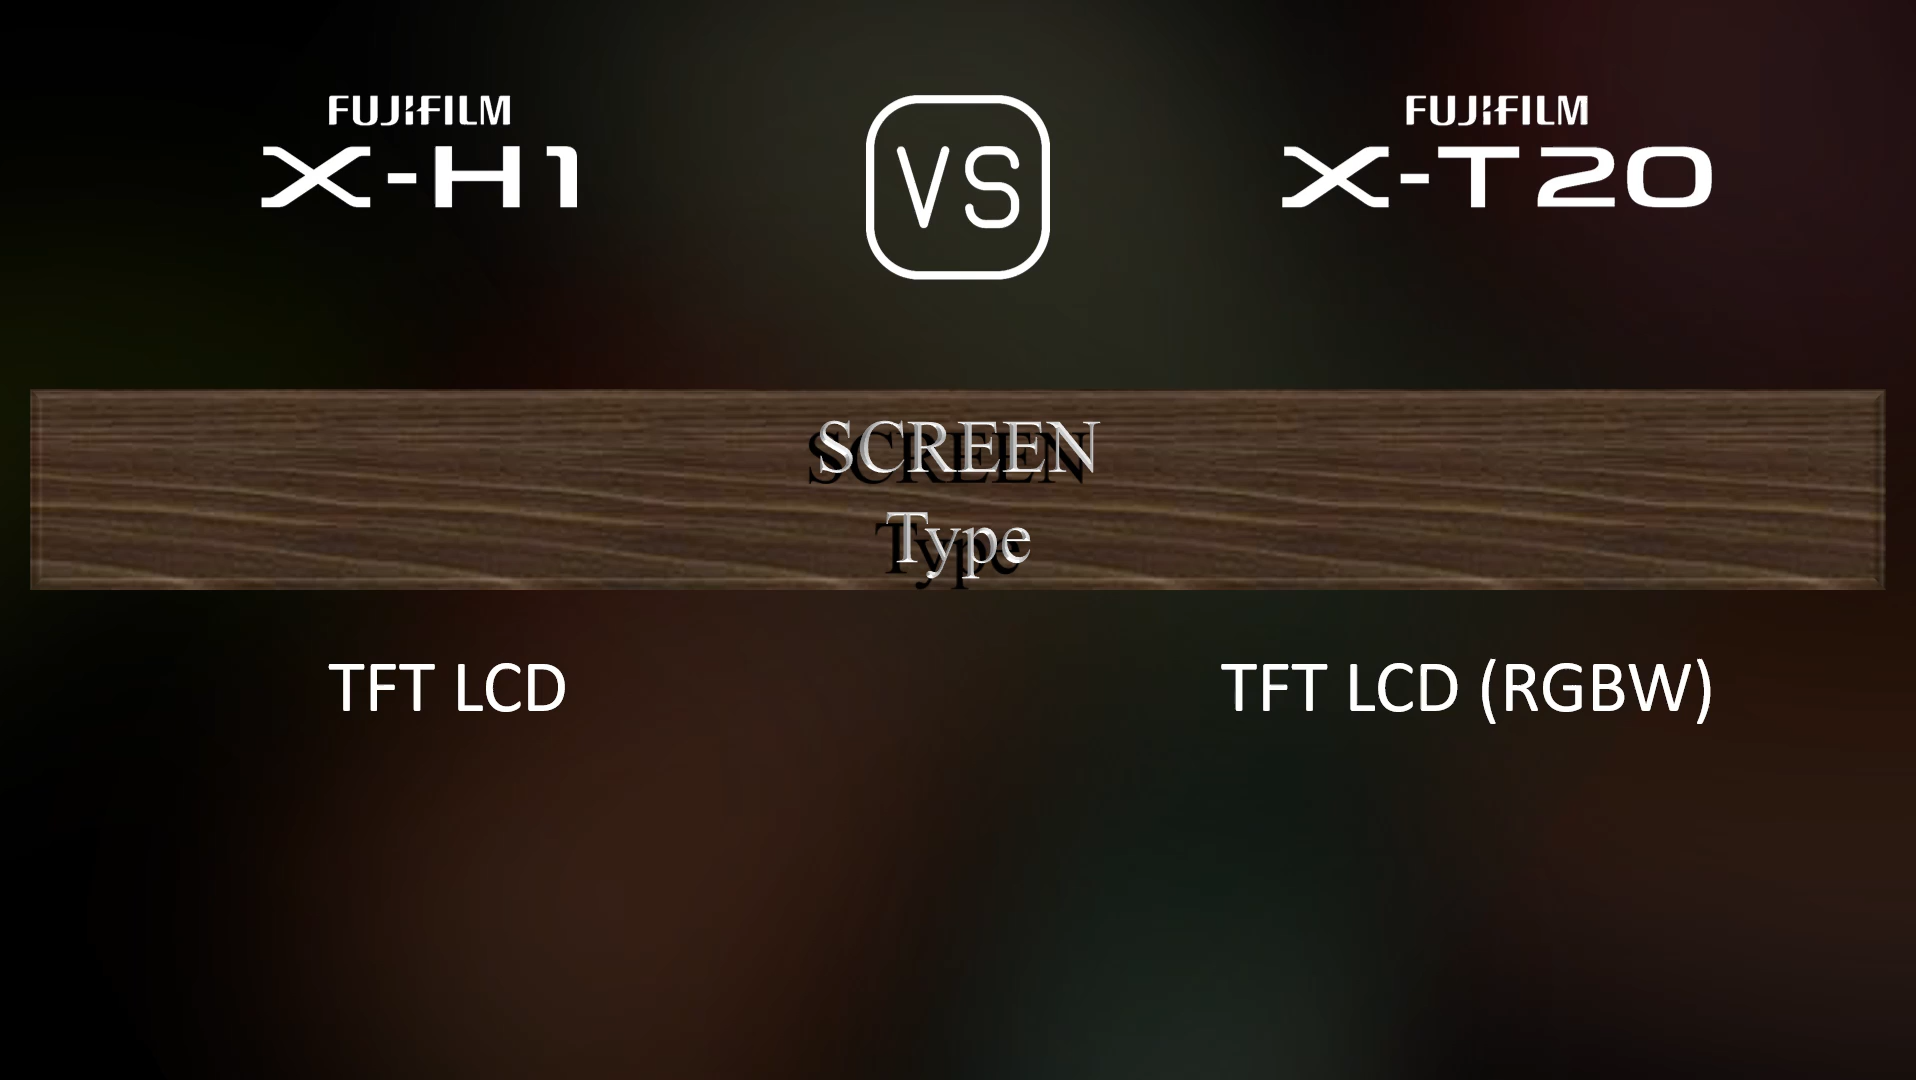 FUJIFILM
X-H1
VS
FUJIFILM
X-T20
SCREEN
Type
TFT LCD
TFT LCD (RGBW)